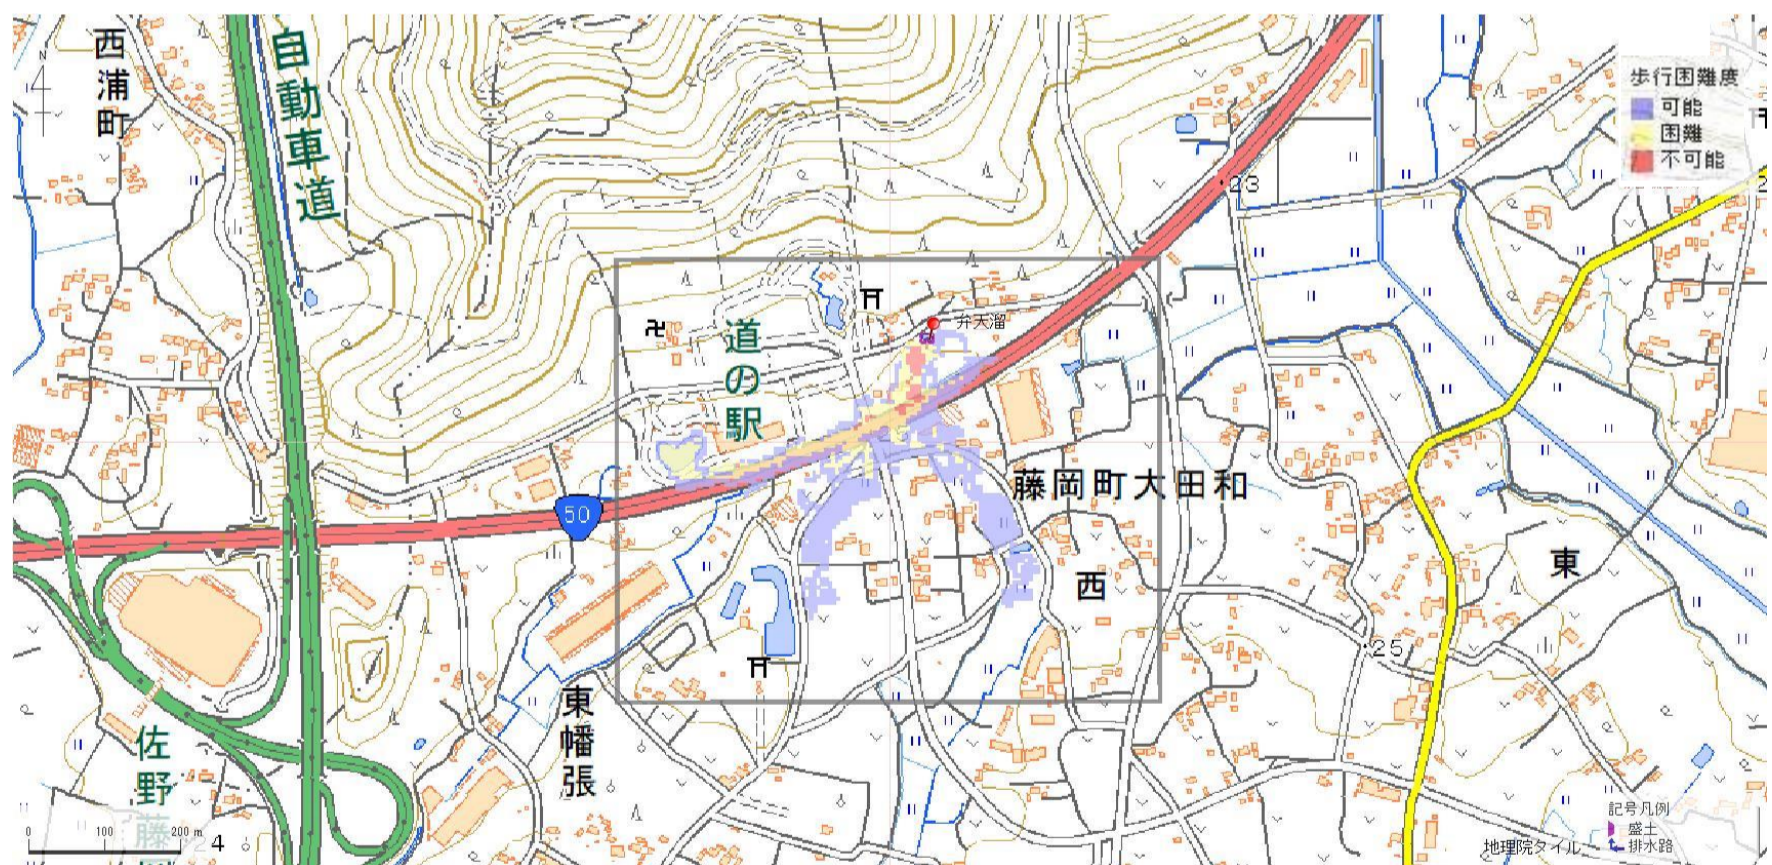 西浦町
自動車道
歩行困難度
可能
困難
不可能
23
弁天溜
道の駅
藤岡町大田和
50
西
東
25
東幡張
佐野藤
0 100 200 m
24
記号凡例
盛土
排水路
地理院タイル